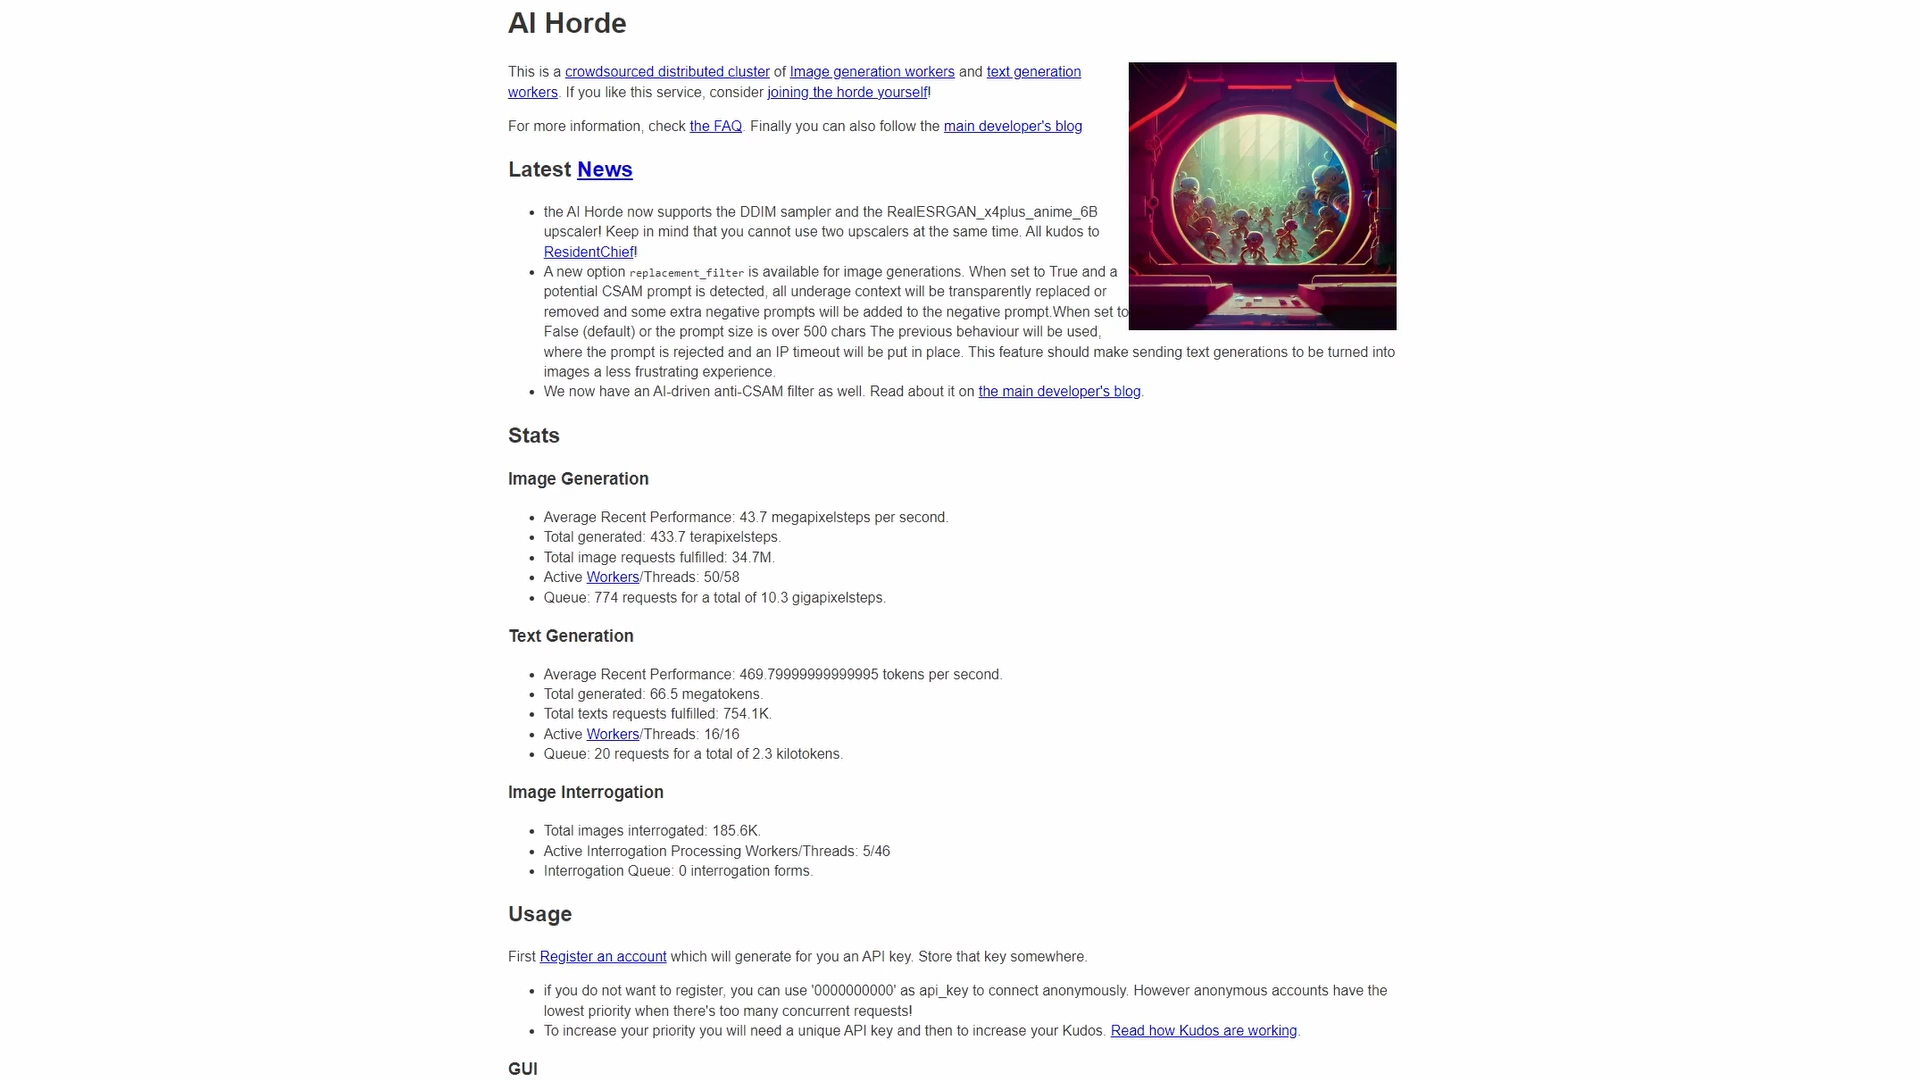 AI Horde
This is a crowdsourced distributed cluster of Image generation workers and text generation
workers. If you like this service, consider joining the horde yourself!
For more information, check the FAQ. Finally you can also follow the main developer's blog
Latest News
• the AI Horde now supports the DDIM sampler and the RealESRGAN_x4plus_anime_6B
upscaler! Keep in mind that you cannot use two upscalers at the same time. All kudos to
ResidentChief!
• A new option replacement_filter is available for image generations. When set to True and a
potential CSAM prompt is detected, all underage context will be transparently replaced or
removed and some extra negative prompts will be added to the negative prompt.When set to
False (default) or the prompt size is over 500 chars The previous behaviour will be used,
where the prompt is rejected and an IP timeout will be put in place. This feature should make sending text generations to be turned into
images a less frustrating experience.
• We now have an AI-driven anti-CSAM filter as well. Read about it on the main developer's blog.
Stats
Image Generation
• Average Recent Performance: 43.7 megapixelsteps per second.
• Total generated: 433.7 terapixelsteps.
• Total image requests fulfilled: 34.7M.
• Active Workers/Threads: 50/58
• Queue: 774 requests for a total of 10.3 gigapixelsteps.
Text Generation
• Average Recent Performance: 469.79999999999995 tokens per second.
• Total generated: 66.5 megatokens.
• Total texts requests fulfilled: 754.1K.
• Active Workers/Threads: 16/16
• Queue: 20 requests for a total of 2.3 kilotokens.
Image Interrogation
• Total images interrogated: 185.6K.
• Active Interrogation Processing Workers/Threads: 5/46
• Interrogation Queue: 0 interrogation forms.
Usage
First Register an account which will generate for you an API key. Store that key somewhere.
• if you do not want to register, you can use '0000000000' as api_key to connect anonymously. However anonymous accounts have the
lowest priority when there's too many concurrent requests!
• To increase your priority you will need a unique API key and then to increase your Kudos. Read how Kudos are working.
GUI